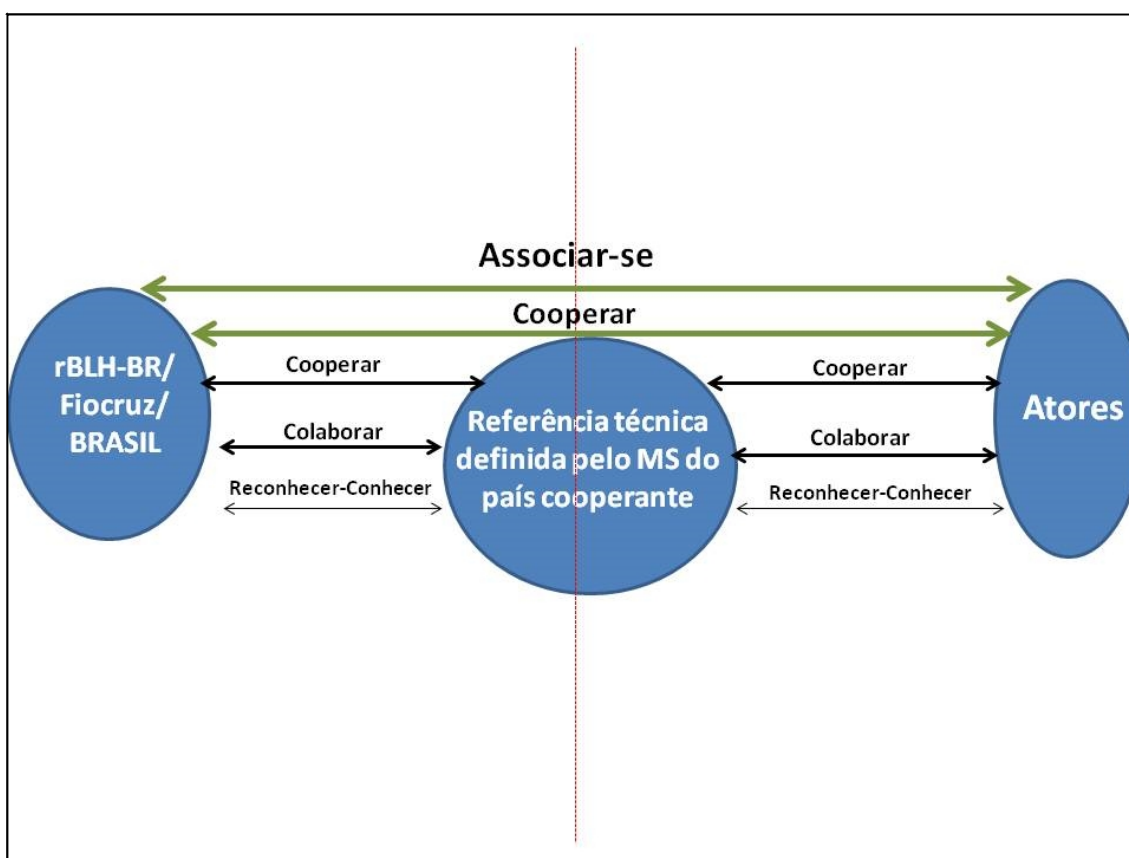 Associar-se
Cooperar
rBLH-BR/
Fiocruz/
BRASIL
Cooperar
Colaborar
Reconhecer-Conhecer
Referência técnica
definida pelo MS do
país cooperante
Cooperar
Colaborar
Reconhecer-Conhecer
Atores